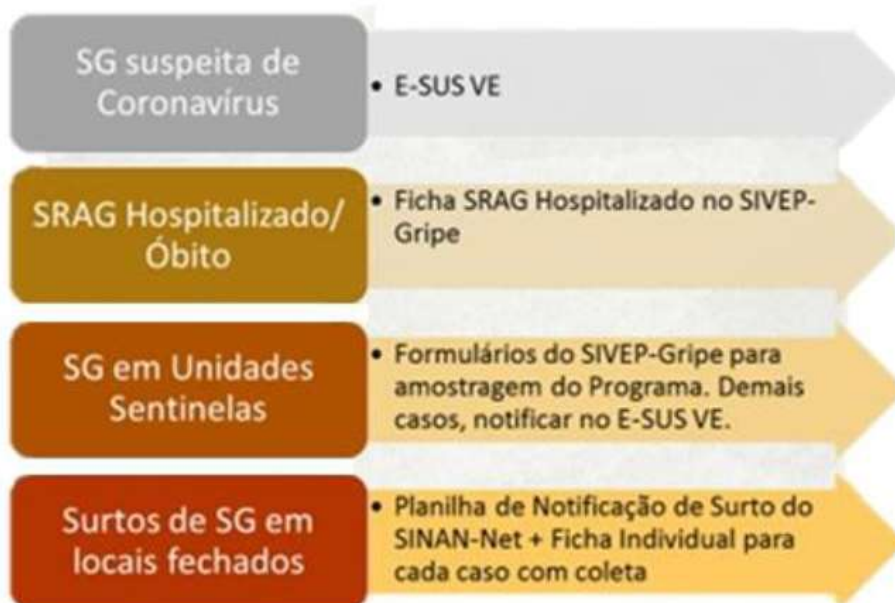 SG suspeita de
Coronavírus
• E-SUS VE
SRAG Hospitalizado/
Óbito
• Ficha SRAG Hospitalizado no SIVEP-
Gripe
SG em Unidades
Sentinelas
• Formulários do SIVEP-Gripe para
amostragem do Programa. Demais
casos, notificar no E-SUS VE.
Surtos de SG em
locais fechados
• Planilha de Notificação de Surto do
SINAN-Net + Ficha Individual para
cada caso com coleta